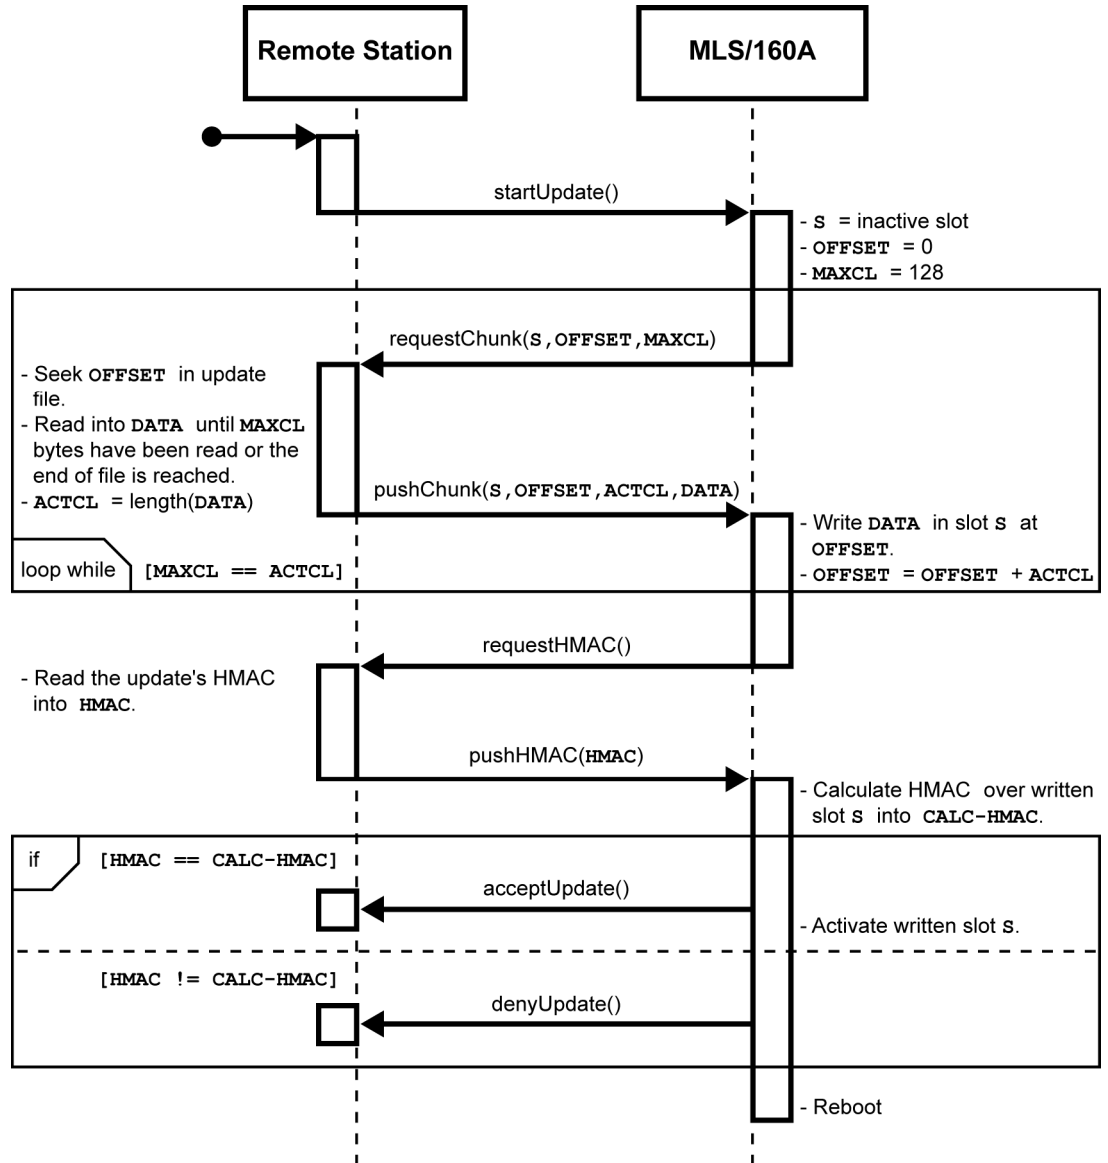 Remote Station
MLS/160A
startUpdate()
- S = inactive slot
- OFFSET = 0
- MAXCL = 128
requestChunk(S,OFFSET,MAXCL)
- Seek OFFSET in update
file.
- Read into DATA until MAXCL
bytes have been read or the
end of file is reached.
- ACTCL = length(DATA)
pushChunk(S,OFFSET,ACTCL,DATA)
- Write DATA in slot S at
OFFSET.
- OFFSET = OFFSET + ACTCL
loop while [MAXCL == ACTCL]
requestHMAC()
- Read the update's HMAC
into HMAC.
pushHMAC(HMAC)
- Calculate HMAC over written
slot S into CALC-HMAC.
if [HMAC == CALC-HMAC]
acceptUpdate()
- Activate written slot S.
[HMAC != CALC-HMAC]
denyUpdate()
- Reboot